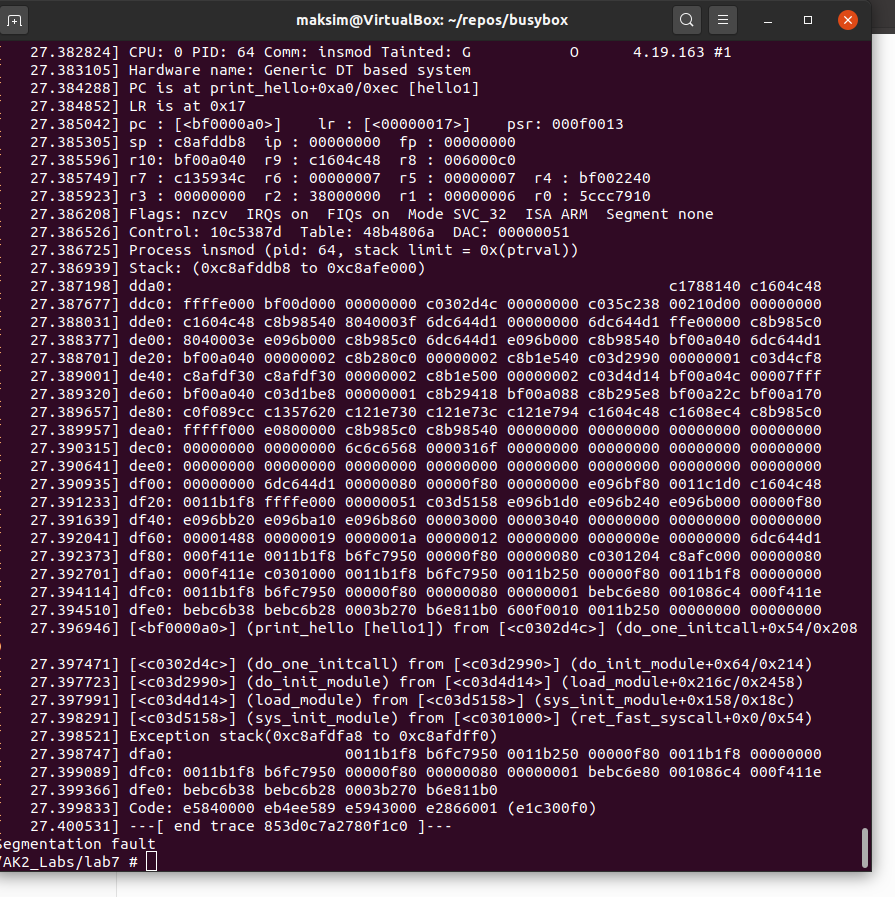 maksim@VirtualBox: ~/repos/busybox
27.382824] CPU: 0 PID: 64 Comm: insmod Tainted: G           O      4.19.163 #1
27.383105] Hardware name: Generic DT based system
27.384288] PC is at print_hello+0xa0/0xec [hello1]
27.384852] LR is at 0x17
27.385042] pc : [<bf0000a0>]    lr : [<00000017>]    psr: 000f0013
27.385305] sp : c8afddb8  ip : 00000000  fp : 00000000
27.385596] r10: bf00a040  r9 : c1604c48  r8 : 006000c0
27.385749] r7 : c135934c  r6 : 00000007  r5 : 00000007  r4 : bf002240
27.385923] r3 : 00000000  r2 : 38000000  r1 : 00000006  r0 : 5ccc7910
27.386208] Flags: nzcv  IRQs on  FIQs on  Mode SVC_32  ISA ARM  Segment none
27.386526] Control: 10c5387d  Table: 48b4806a  DAC: 00000051
27.386725] Process insmod (pid: 64, stack limit = 0x(ptrval))
27.386939] Stack: (0xc8afddb8 to 0xc8afe000)
27.387198] dda0:                                                       c1788140 c1604c48
27.387677] ddc0: ffffe000 bf00d000 00000000 c0302d4c 00000000 c035c238 00210d00 00000000
27.388031] dde0: c1604c48 c8b98540 8040003f 6dc644d1 00000000 6dc644d1 ffe00000 c8b985c0
27.388377] de00: 8040003e e096b000 c8b985c0 6dc644d1 e096b000 c8b98540 bf00a040 6dc644d1
27.388701] de20: bf00a040 00000002 c8b280c0 00000002 c8b1e540 c03d2990 00000001 c03d4cf8
27.389001] de40: c8afdf30 c8afdf30 00000002 c8b1e500 00000002 c03d4d14 bf00a04c 00007fff
27.389320] de60: bf00a040 c03d1be8 00000001 c8b29418 bf00a088 c8b295e8 bf00a22c bf00a170
27.389657] de80: c0f089cc c1357620 c121e730 c121e73c c121e794 c1604c48 c1608ec4 c8b985c0
27.389957] dea0: fffff000 e0800000 c8b985c0 c8b98540 00000000 00000000 00000000 00000000
27.390315] dec0: 00000000 00000000 6c6c6568 0000316f 00000000 00000000 00000000 00000000
27.390641] dee0: 00000000 00000000 00000000 00000000 00000000 00000000 00000000 00000000
27.390935] df00: 00000000 6dc644d1 00000080 00000f80 00000000 e096bf80 0011c1d0 c1604c48
27.391233] df20: 0011b1f8 ffffe000 00000051 c03d5158 e096b1d0 e096b240 e096b000 00000f80
27.391639] df40: e096bb20 e096ba10 e096b860 00003000 00003040 00000000 00000000 00000000
27.392041] df60: 00001488 00000019 0000001a 00000012 00000000 0000000e 00000000 6dc644d1
27.392373] df80: 000f411e 0011b1f8 b6fc7950 00000f80 00000080 c0301204 c8afc000 00000080
27.392701] dfa0: 000f411e c0301000 0011b1f8 b6fc7950 0011b250 00000f80 0011b1f8 00000000
27.394114] dfc0: 0011b1f8 b6fc7950 00000f80 00000080 00000001 bebc6e80 001086c4 000f411e
27.394510] dfe0: bebc6b38 bebc6b28 0003b270 b6e811b0 600f0010 0011b250 00000000 00000000
27.396946] [<bf0000a0>] (print_hello [hello1]) from [<c0302d4c>] (do_one_initcall+0x54/0x208
)
27.397471] [<c0302d4c>] (do_one_initcall) from [<c03d2990>] (do_init_module+0x64/0x214)
27.397723] [<c03d2990>] (do_init_module) from [<c03d4d14>] (load_module+0x216c/0x2458)
27.397991] [<c03d4d14>] (load_module) from [<c03d5158>] (sys_init_module+0x158/0x18c)
27.398291] [<c03d5158>] (sys_init_module) from [<c0301000>] (ret_fast_syscall+0x0/0x54)
27.398521] Exception stack(0xc8afdfa8 to 0xc8afdff0)
27.398747] dfa0:                   0011b1f8 b6fc7950 0011b250 00000f80 0011b1f8 00000000
27.399089] dfc0: 0011b1f8 b6fc7950 00000f80 00000080 00000001 bebc6e80 001086c4 000f411e
27.399366] dfe0: bebc6b38 bebc6b28 0003b270 b6e811b0
27.399833] Code: e5840000 eb4ee589 e5943000 e2866001 (e1c300f0)
27.400531] ---[ end trace 853d0c7a2780f1c0 ]---
Segmentation fault
/AK2_Labs/lab7 #